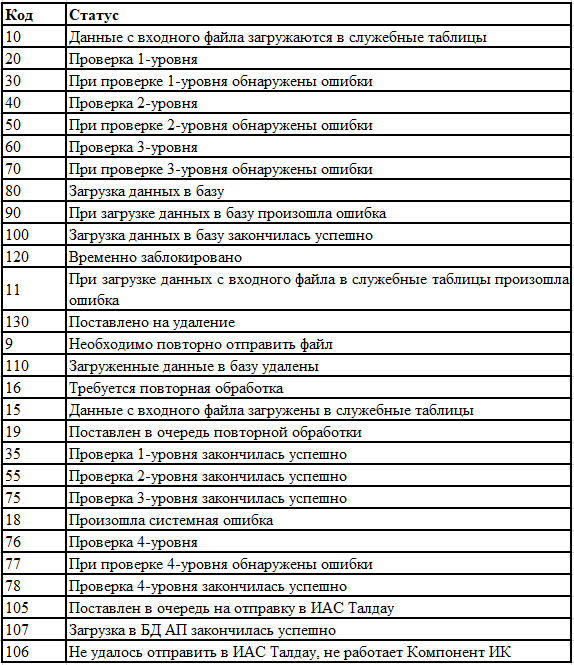 Код Статус
10 Данные с входного файла загружаются в служебные таблицы
20 Проверка 1-уровня
30 При проверке 1-уровня обнаружены ошибки
40 Проверка 2-уровня
50 При проверке 2-уровня обнаружены ошибки
60 Проверка 3-уровня
70 При проверке 3-уровня обнаружены ошибки
80 Загрузка данных в базу
90 При загрузке данных в базу произошла ошибка
100 Загрузка данных в базу закончилась успешно
120 Временно заблокировано
11 При загрузке данных с входного файла в служебные таблицы произошла
ошибка
130 Поставлено на удаление
9 Необходимо повторно отправить файл
110 Загруженные данные в базу удалены
16 Требуется повторная обработка
15 Данные с входного файла загружены в служебные таблицы
19 Поставлен в очередь повторной обработки
35 Проверка 1-уровня закончилась успешно
55 Проверка 2-уровня закончилась успешно
75 Проверка 3-уровня закончилась успешно
18 Произошла системная ошибка
76 Проверка 4-уровня
77 При проверке 4-уровня обнаружены ошибки
78 Проверка 4-уровня закончилась успешно
105 Поставлен в очередь на отправку в ИАС Талдау
107 Загрузка в БД АП закончилась успешно
106 Не удалось отправить в ИАС Талдау, не работает Компонент ИК